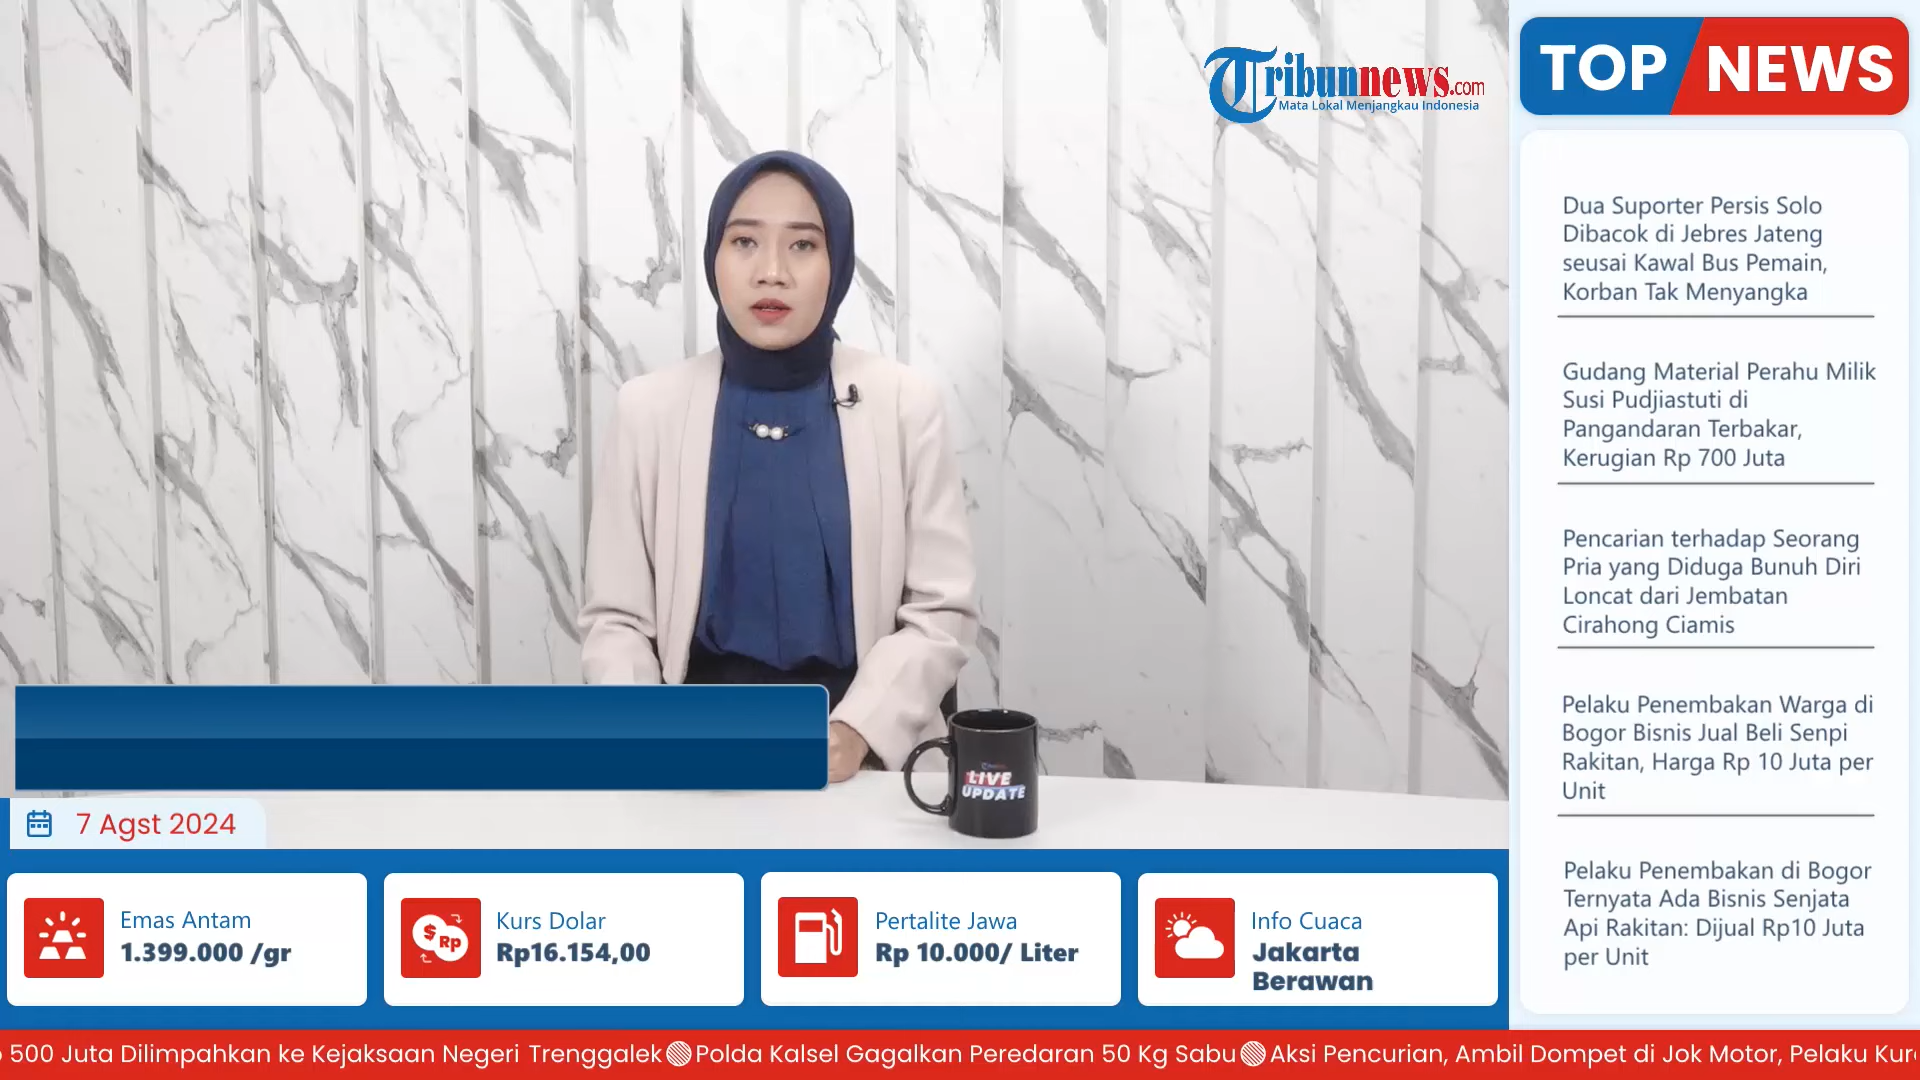 Tribunnews.com
Mata Lokal Menjangkau Indonesia
TOP NEWS
Dua Suporter Persis Solo
Dibacok di Jebres Jateng
seusai Kawal Bus Pemain,
Korban Tak Menyangka
Gudang Material Perahu Milik
Susi Pudjiastuti di
Pangandaran Terbakar,
Kerugian Rp 700 Juta
Pencarian terhadap Seorang
Pria yang Diduga Bunuh Diri
Loncat dari Jembatan
Cirahong Ciamis
Pelaku Penembakan Warga di
Bogor Bisnis Jual Beli Senpi
Rakitan, Harga Rp 10 Juta per
Unit
Pelaku Penembakan di Bogor
Ternyata Ada Bisnis Senjata
Api Rakitan: Dijual Rp10 Juta
per Unit
LIVE
UPDATE
7 Agst 2024
Emas Antam
1.399.000 /gr
$ Rp
Kurs Dolar
Rp16.154,00
Pertalite Jawa
Rp 10.000/ Liter
Info Cuaca
Jakarta
Berawan
500 Juta Dilimpahkan ke Kejaksaan Negeri Trenggalek Polda Kalsel Gagalkan Peredaran 50 Kg Sabu Aksi Pencurian, Ambil Dompet di Jok Motor, Pelaku